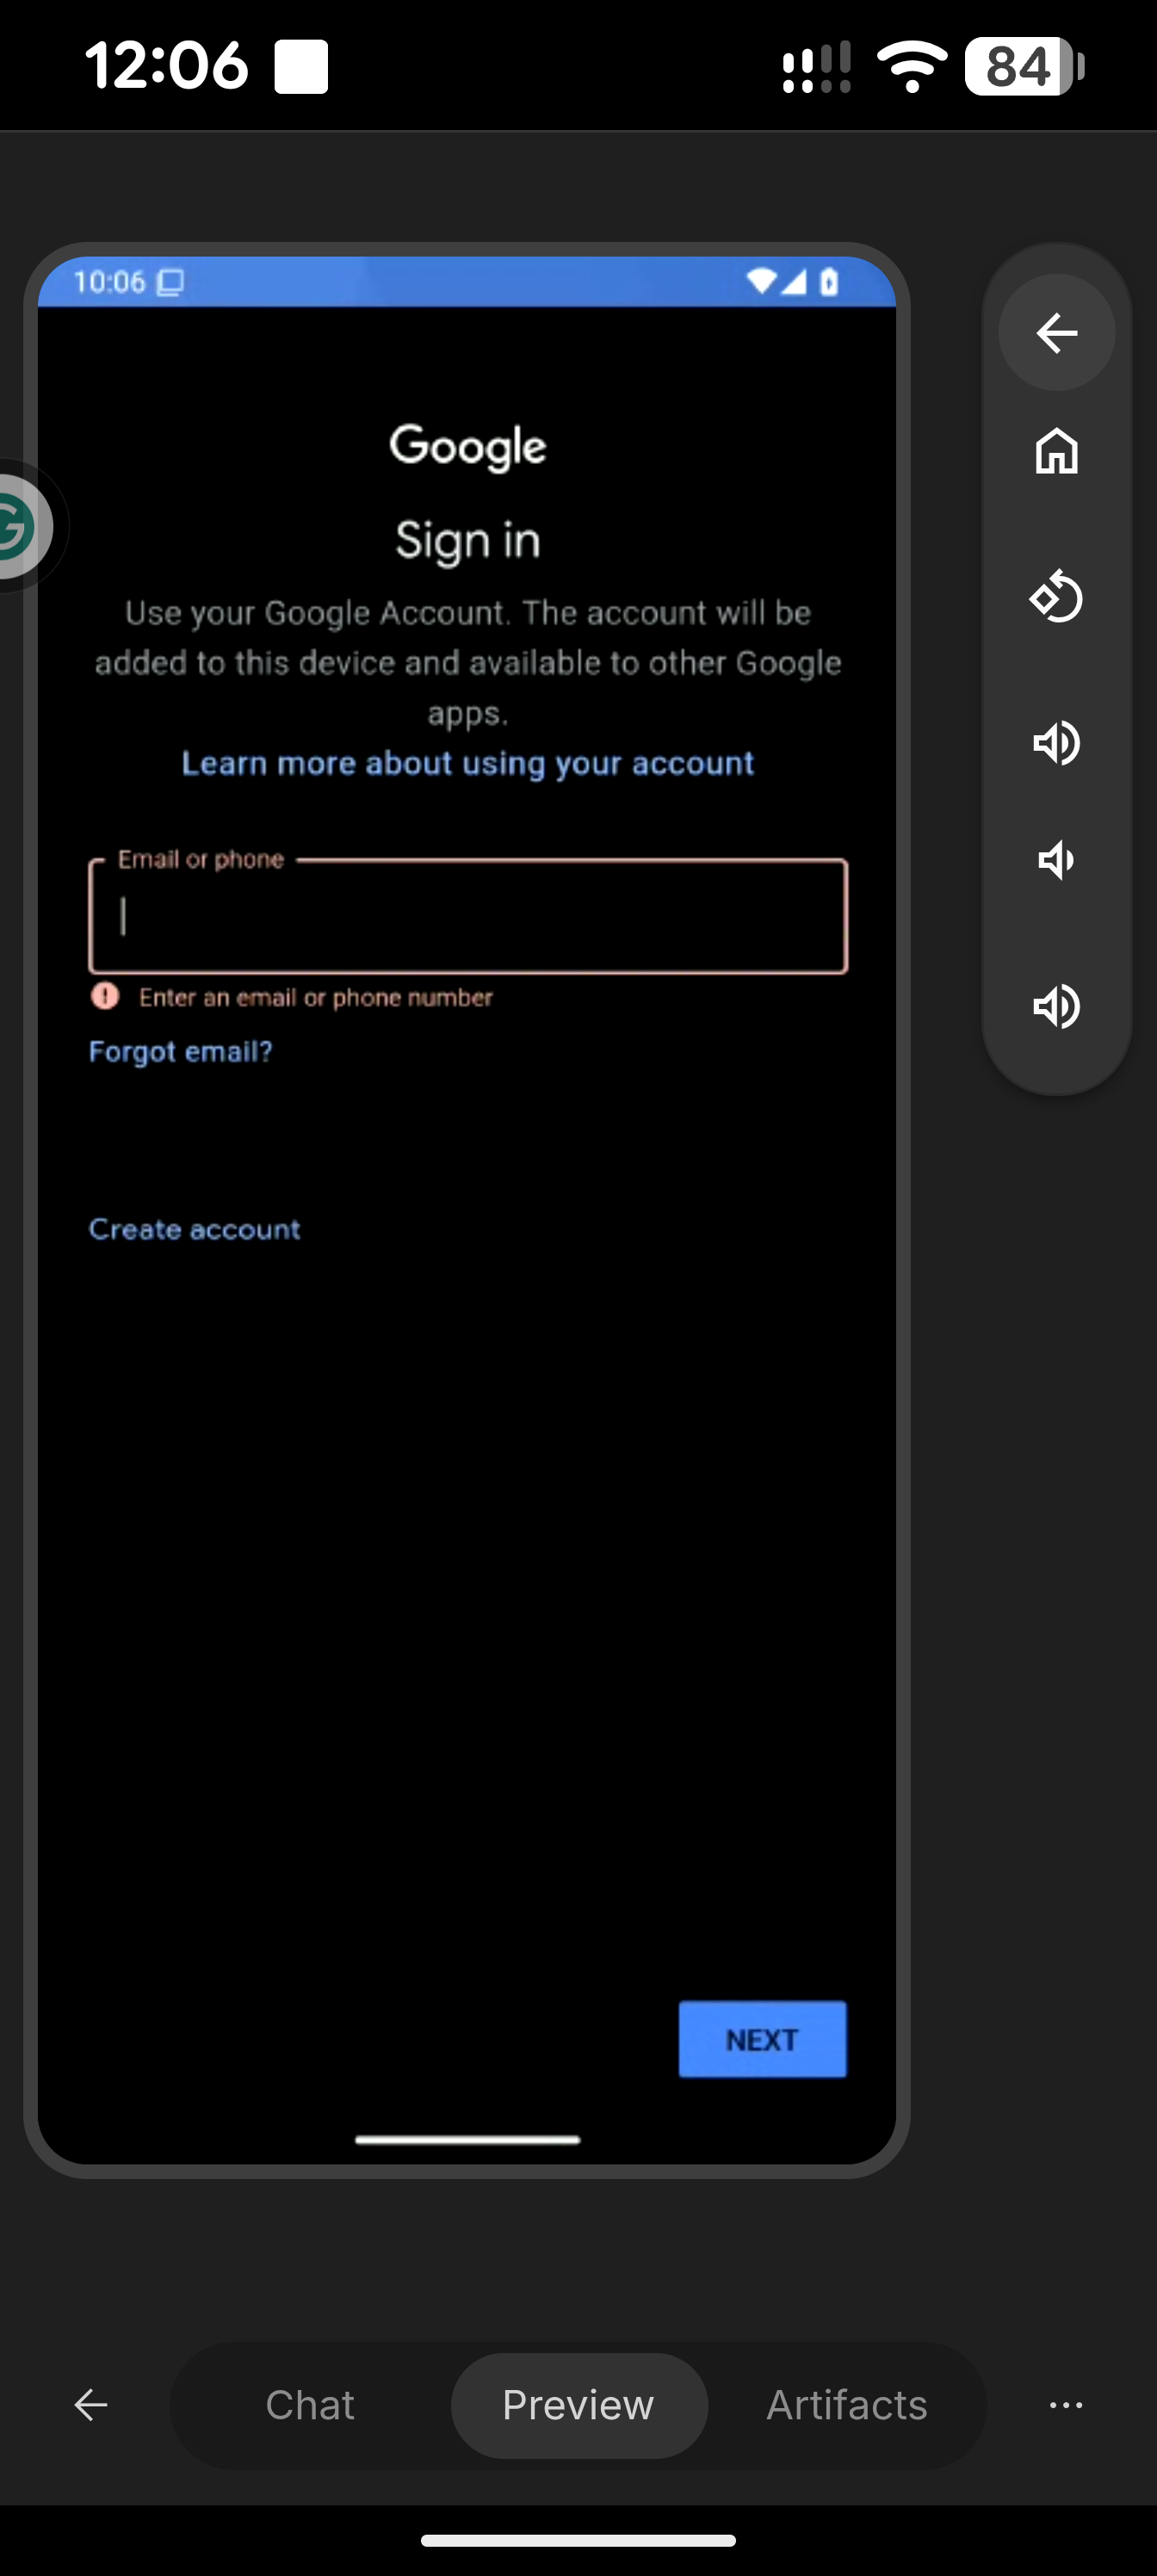 12:06
84
10:06
Google
Sign in
Use your Google Account. The account will be
added to this device and available to other Google
apps.
Learn more about using your account
Email or phone
Enter an email or phone number
Forgot email?
Create account
NEXT
Chat
Preview
Artifacts